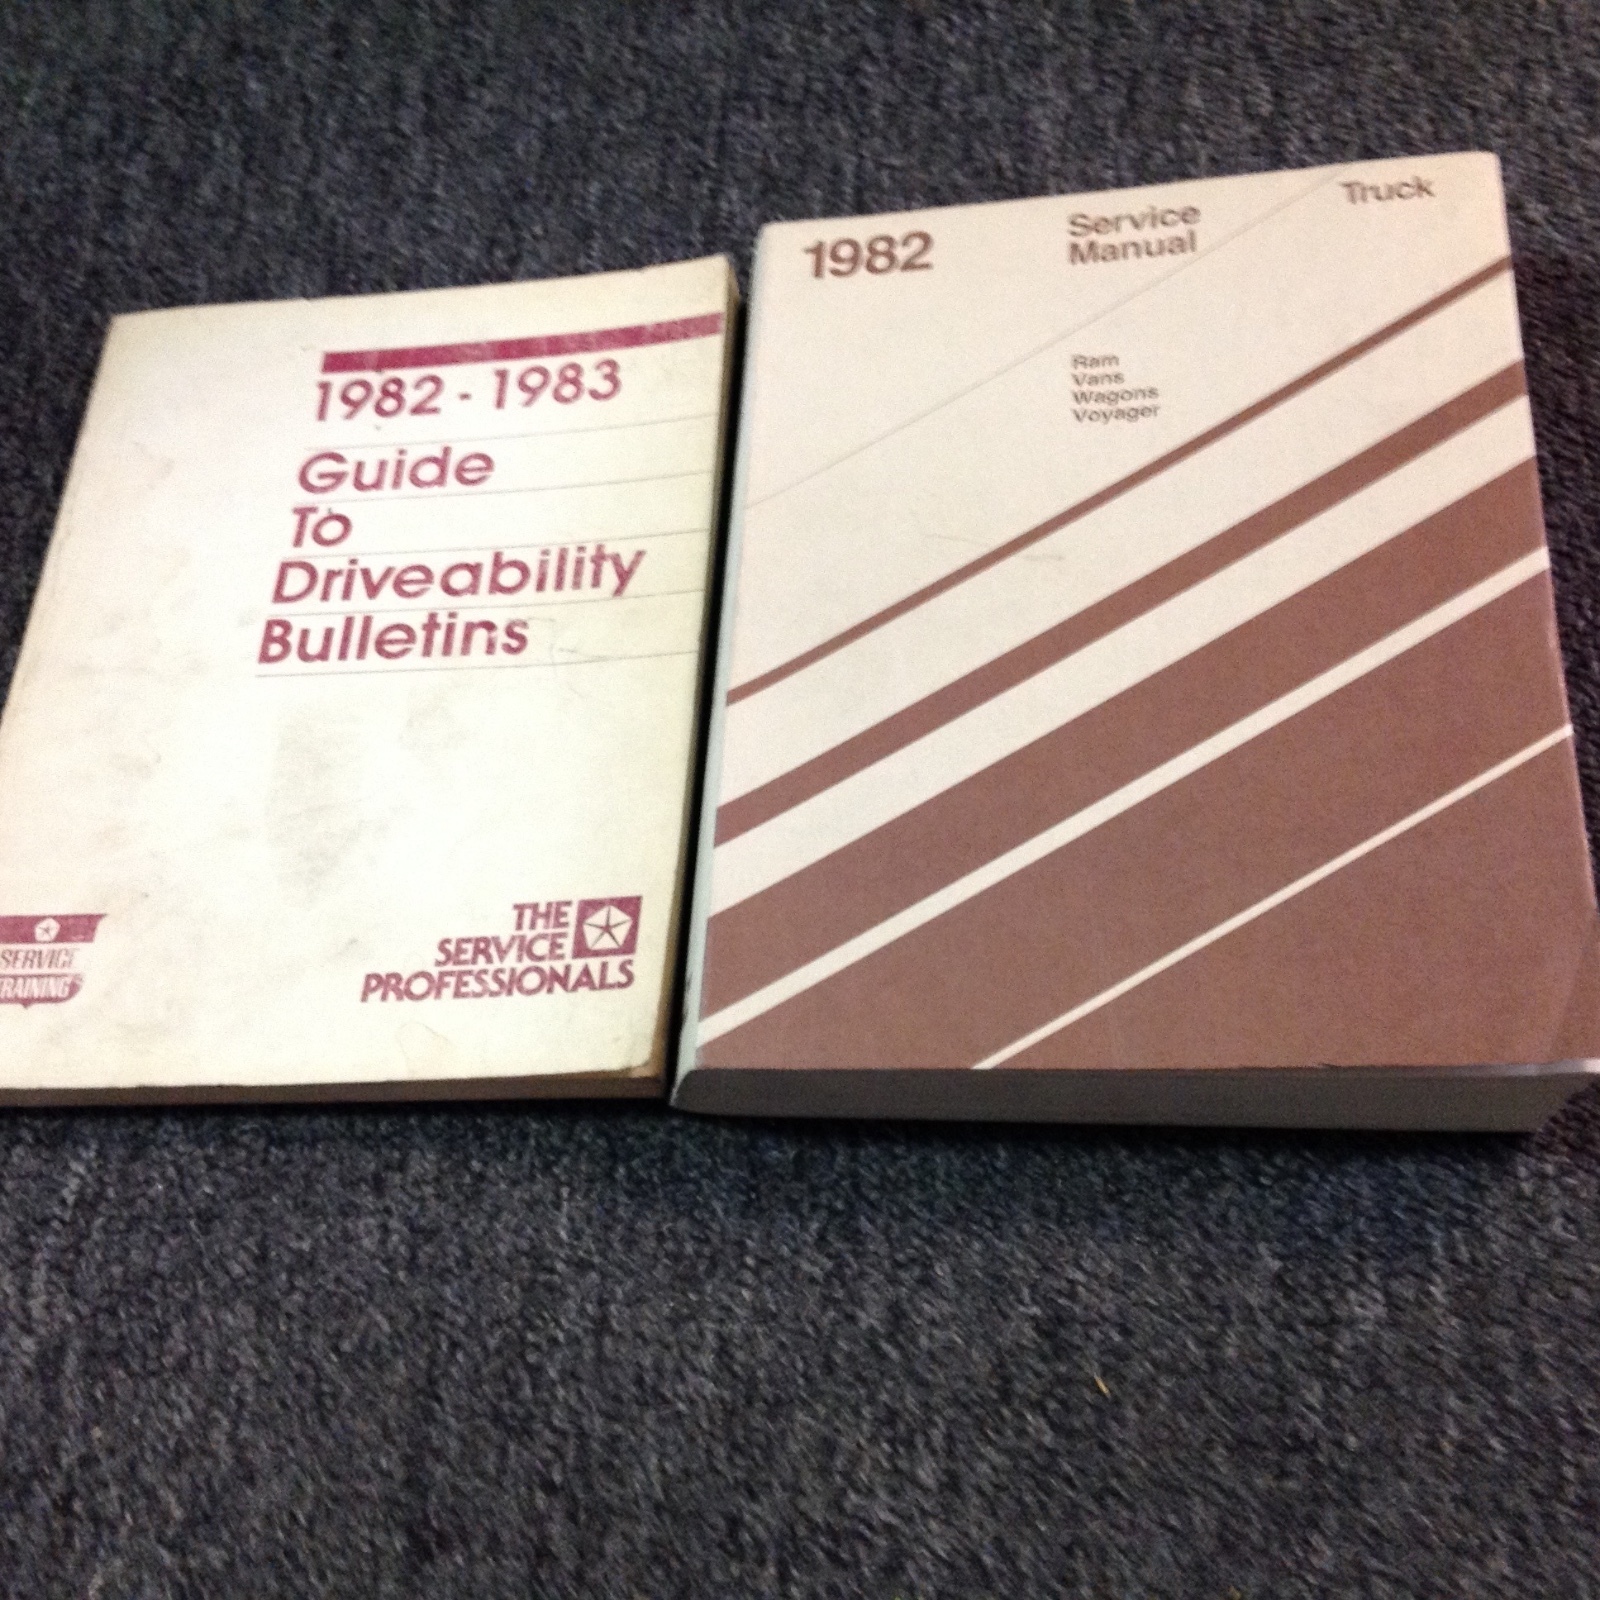 1982 - 1983
Guide
To
Driveability
Bulletins
SERVICE
TRAINING
THE
SERVICE
PROFESSIONALS
1982
Service
Manual
Truck
Ram
Vans
Wagons
Voyager